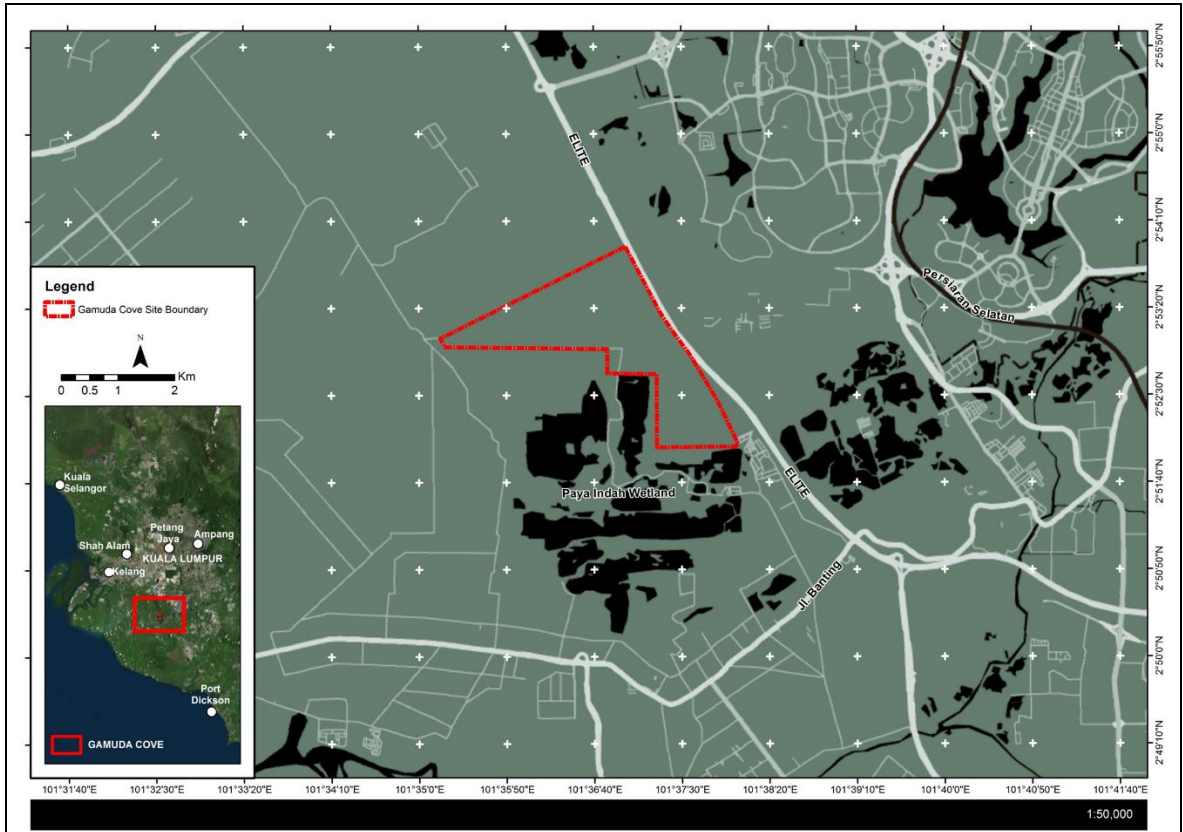 ELITE
Persiaran Selatan
Paya Indah Wetland
ELITE
Jl. Banting
2°55'50"N
2°55'0"N
2°54'10"N
2°53'20"N
2°52'30"N
2°51'40"N
2°50'50"N
2°50'0"N
2°49'10"N
Legend
Gamuda Cove Site Boundary
N
0 0.5 1 2 Km
Kuala
Selangor
Petang
Jaya
Ampang
Shah Alam
KUALA LUMPUR
Kelang
Port
Dickson
GAMUDA COVE
101°31'40"E 101°32'30"E 101°33'20"E 101°34'10"E 101°35'0"E 101°35'50"E 101°36'40"E 101°37'30"E 101°38'20"E 101°39'10"E 101°40'0"E 101°40'50"E 101°41'40"E
1:50,000